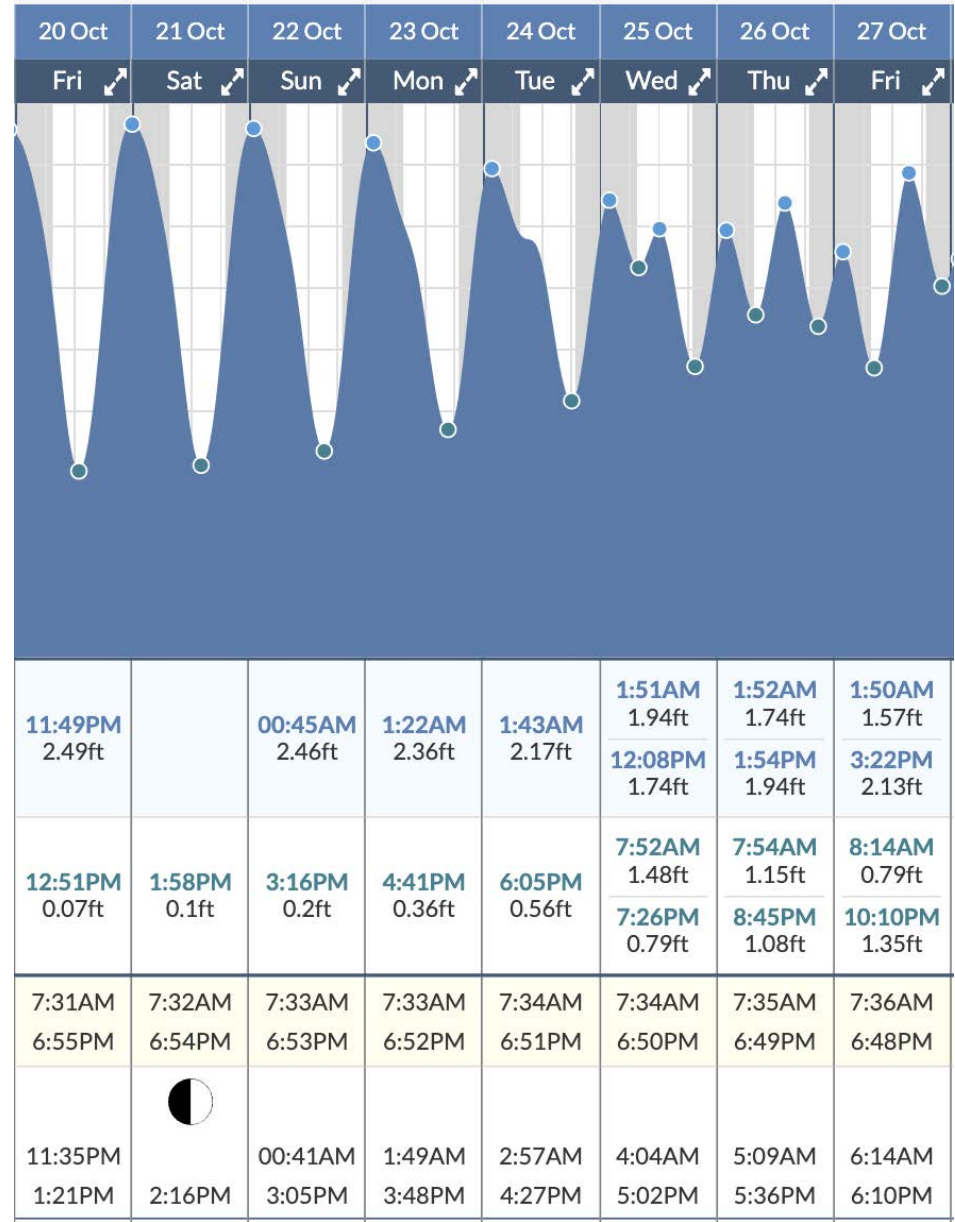 20 Oct 21 Oct 22 Oct 23 Oct 24 Oct 25 Oct 26 Oct 27 Oct
Fri Sat Sun Mon Tue Wed Thu Fri
1:51AM 1:52AM 1:50AM
11:49PM 00:45AM 1:22AM 1:43AM 1.94ft 1.74ft 1.57ft
2.49ft 2.46ft 2.36ft 2.17ft 12:08PM 1:54PM 3:22PM
1.74ft 1.94ft 2.13ft
7:52AM 7:54AM 8:14AM
12:51PM 1:58PM 3:16PM 4:41PM 6:05PM 1.48ft 1.15ft 0.79ft
0.07ft 0.1ft 0.2ft 0.36ft 0.56ft 7:26PM 8:45PM 10:10PM
0.79ft 1.08ft 1.35ft
7:31AM 7:32AM 7:33AM 7:33AM 7:34AM 7:34AM 7:35AM 7:36AM
6:55PM 6:54PM 6:53PM 6:52PM 6:51PM 6:50PM 6:49PM 6:48PM
11:35PM 00:41AM 1:49AM 2:57AM 4:04AM 5:09AM 6:14AM
1:21PM 2:16PM 3:05PM 3:48PM 4:27PM 5:02PM 5:36PM 6:10PM